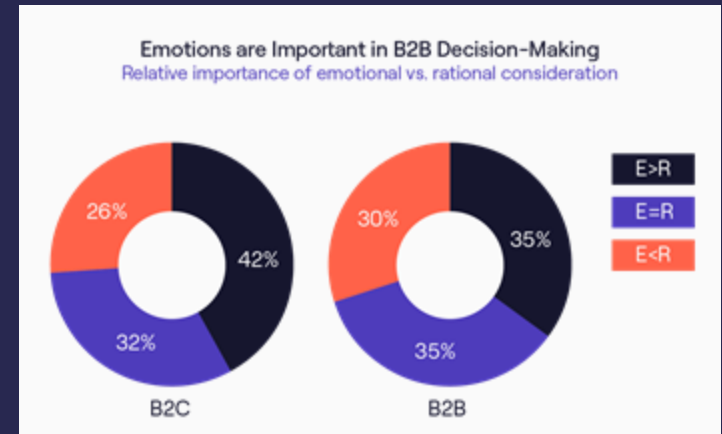 Emotions are Important in B2B Decision-Making
Relative importance of emotional vs. rational consideration
26%
42%
32%
B2C
30%
35%
35%
B2B
E>R
E=R
E<R